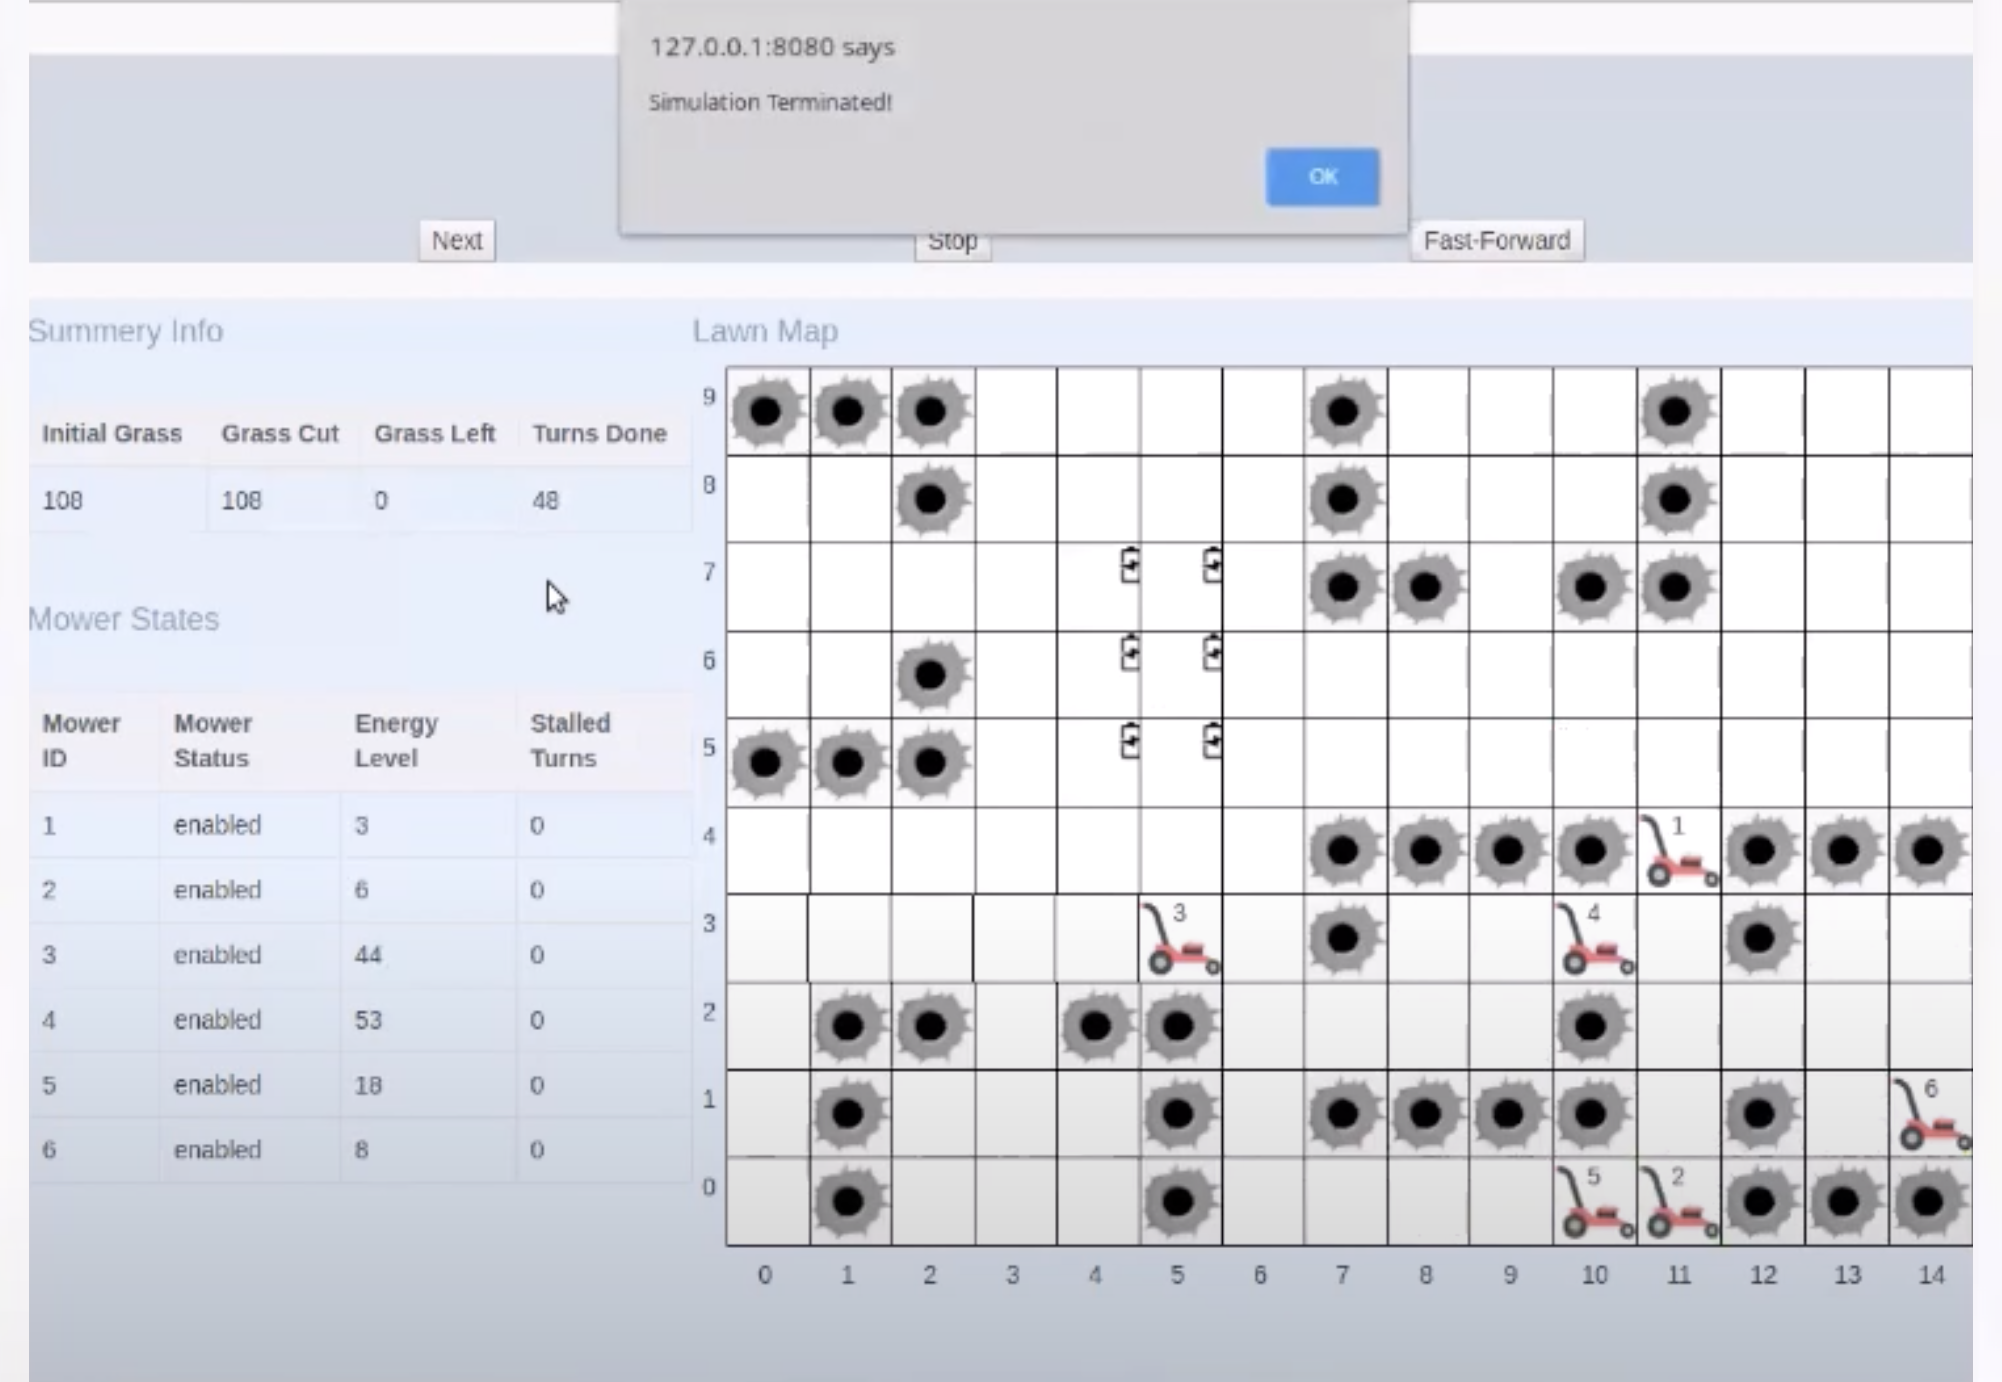 127.0.0.1:8080 says
Simulation Terminated!
OK
Next Stop Fast-Forward
Summery Info
Initial Grass Grass Cut Grass Left Turns Done
108 108 0 48
Mower States
Mower ID Mower Status Energy Level Stalled Turns
1 enabled 3 0
2 enabled 6 0
3 enabled 44 0
4 enabled 53 0
5 enabled 18 0
6 enabled 8 0
Lawn Map
9
8
7
6
5
4 1
3 3 4
2
1 6
0 5 2
0 1 2 3 4 5 6 7 8 9 10 11 12 13 14